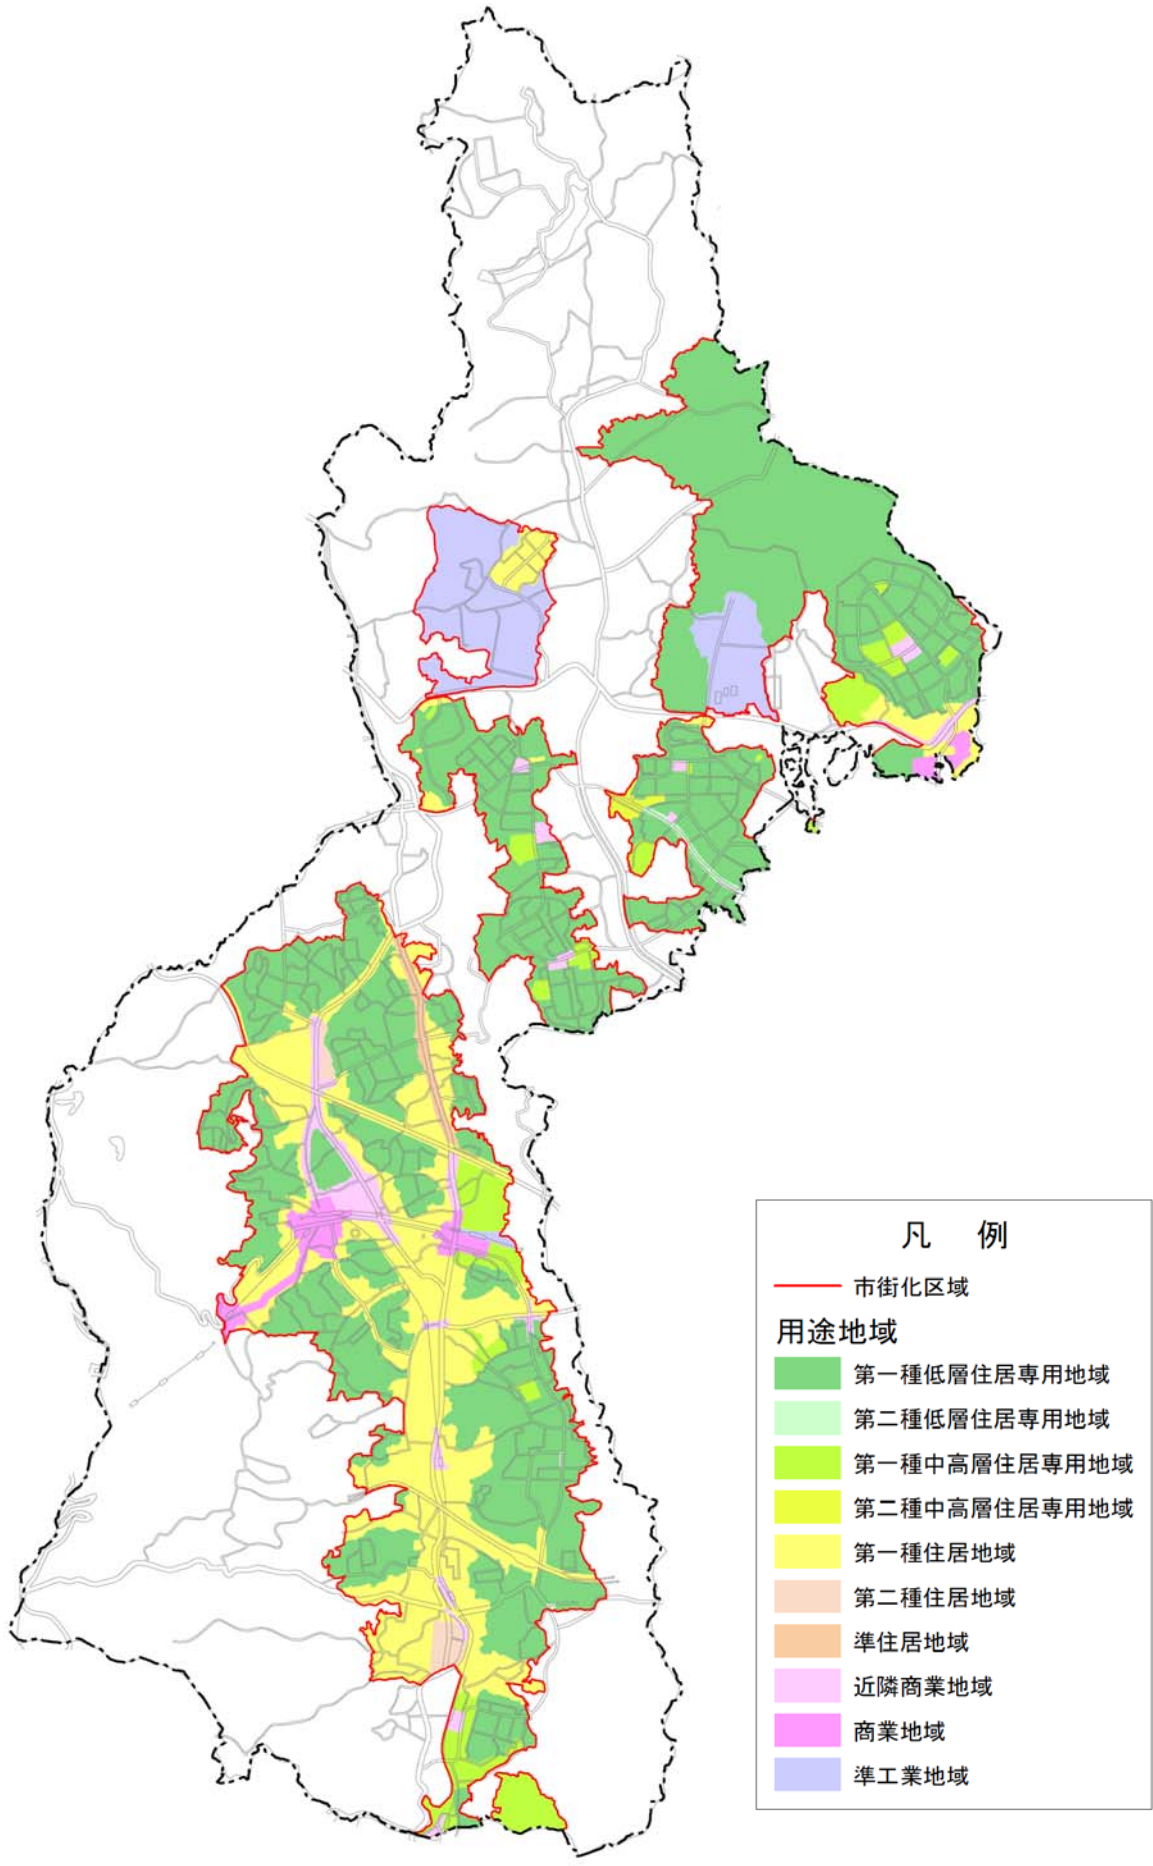 凡 例
市街化区域
用途地域
第一種低層住居専用地域
第二種低層住居専用地域
第一種中高層住居専用地域
第二種中高層住居専用地域
第一種住居地域
第二種住居地域
準住居地域
近隣商業地域
商業地域
準工業地域